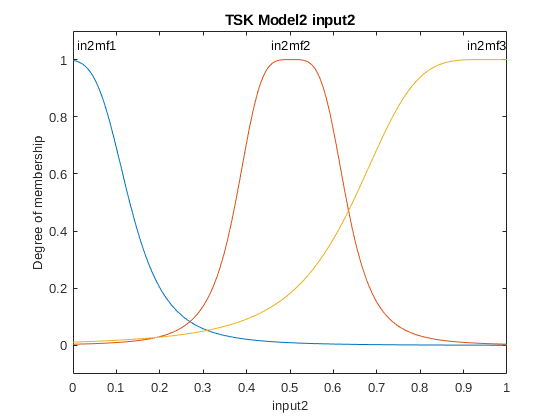 TSK Model2 input2
in2mf1 in2mf2 in2mf3
1
0.8
0.6
0.4
0.2
0
Degree of membership
0 0.1 0.2 0.3 0.4 0.5 0.6 0.7 0.8 0.9 1
input2